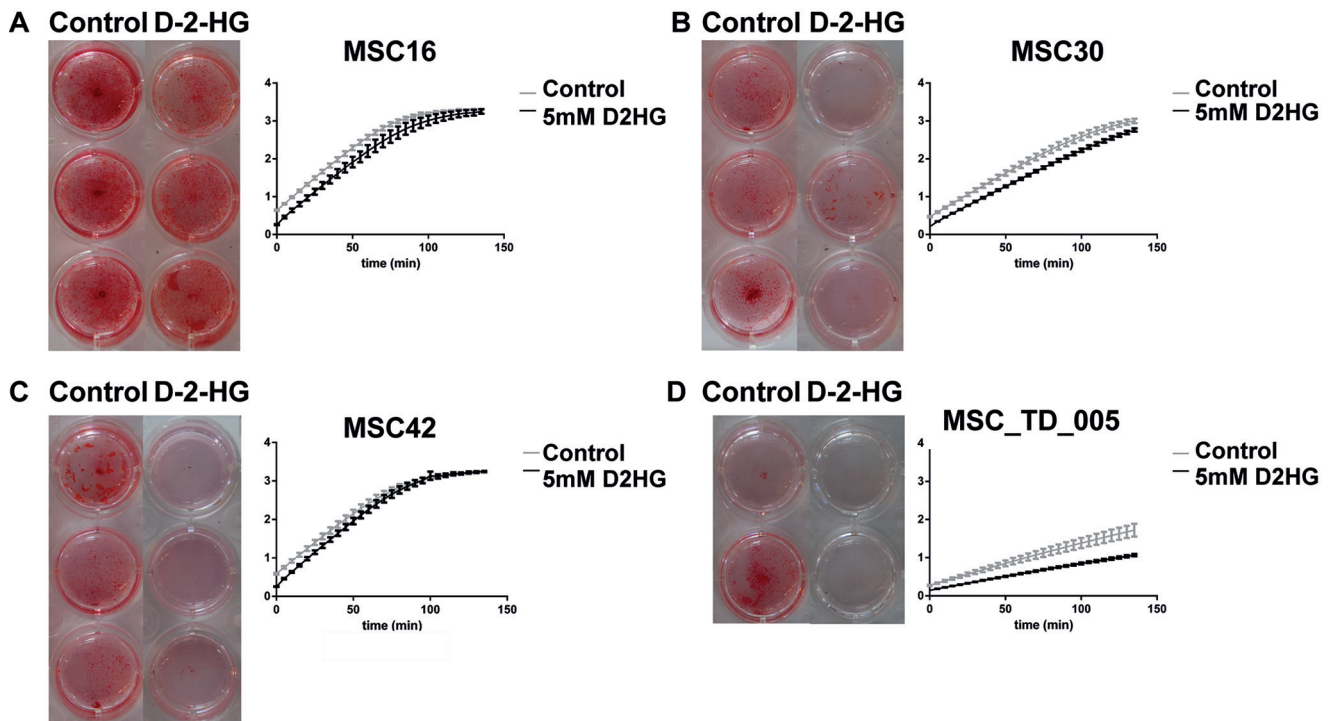 A Control D-2-HG
MSC16
4
3
2
1
0
0 50 100 150
time (min)
Control
5mM D2HG
B Control D-2-HG
MSC30
4
3
2
1
0
0 50 100 150
time (min)
Control
5mM D2HG
C Control D-2-HG
MSC42
4
3
2
1
0
0 50 100 150
time (min)
Control
5mM D2HG
D Control D-2-HG
MSC_TD_005
4
3
2
1
0
0 50 100 150
time (min)
Control
5mM D2HG